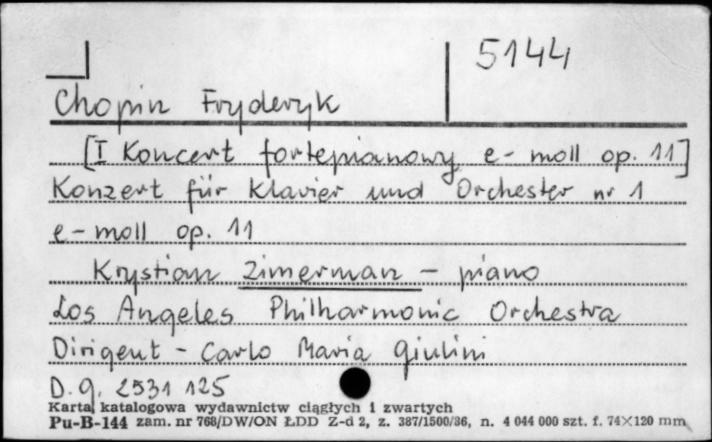 5144
Chopin Fryderyk
[I Koncert fortepianowy e-moll op. 11]
Konzert für Klavier und Orchester nr 1
e-moll op. 11
Krystian Zimerman - piano
Los Angeles Philharmonic Orchestra
Dirigent - Carlo Maria Giulini
D.G. 2531 125
Karta katalogowa wydawnictw ciągłych i zwartych
Pu-B-144 zam. nr 768/DW/ON ŁDD Z-d 2, z. 387/1500/86, n. 4 044 000 szt. f. 74×120 mm